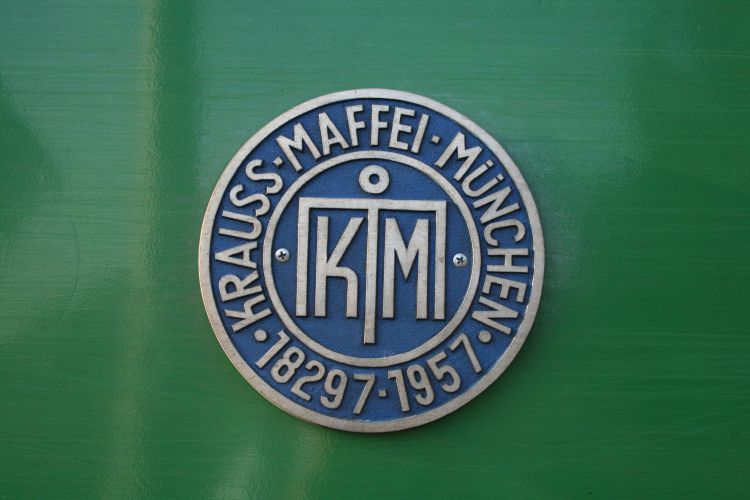 KRAUSS-MAFFEI · MÜNCHEN
· 18297 · 1957 ·
KM